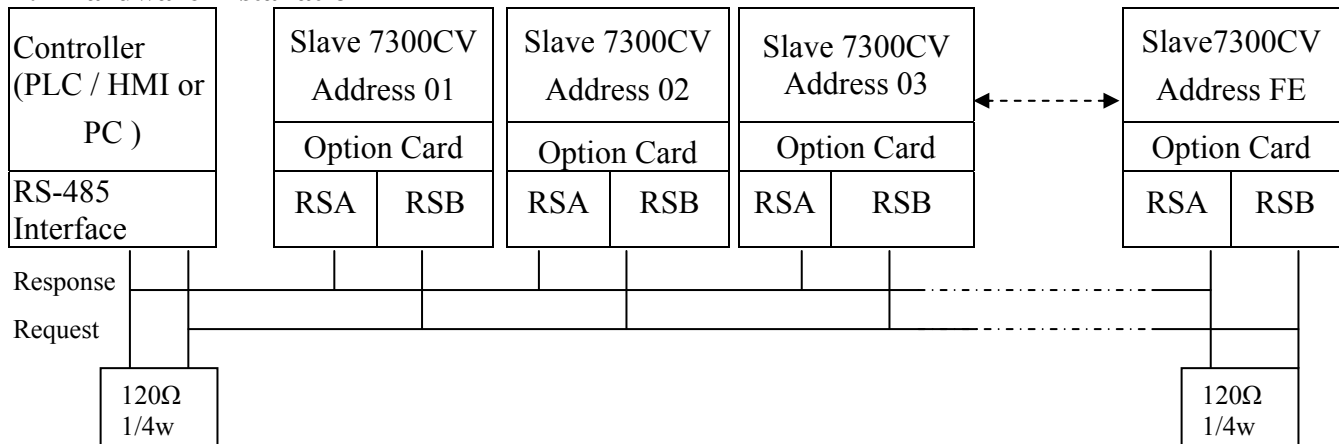 Controller
(PLC / HMI or
PC )
RS-485
Interface
Slave 7300CV
Address 01
Option Card
RSA
RSB
Slave 7300CV
Address 02
Option Card
RSA
RSB
Slave 7300CV
Address 03
Option Card
RSA
RSB
Slave7300CV
Address FE
Option Card
RSA
RSB
Response
Request
120Ω
1/4w
120Ω
1/4w